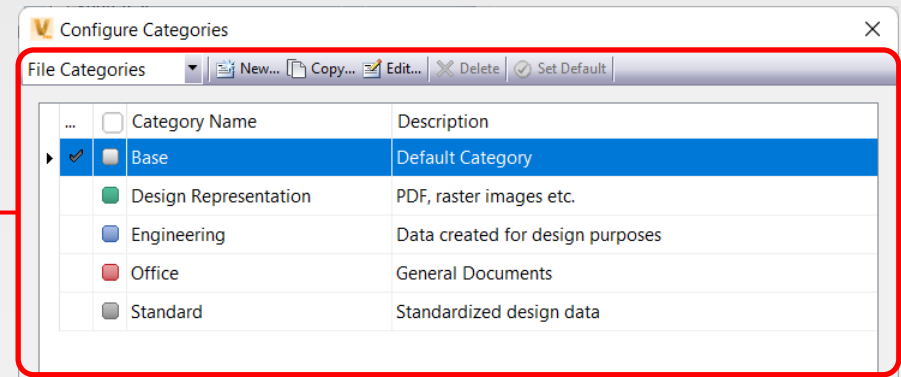 Configure Categories
File Categories New... Copy... Edit... Delete Set Default
... Category Name Description
Base Default Category
Design Representation PDF, raster images etc.
Engineering Data created for design purposes
Office General Documents
Standard Standardized design data